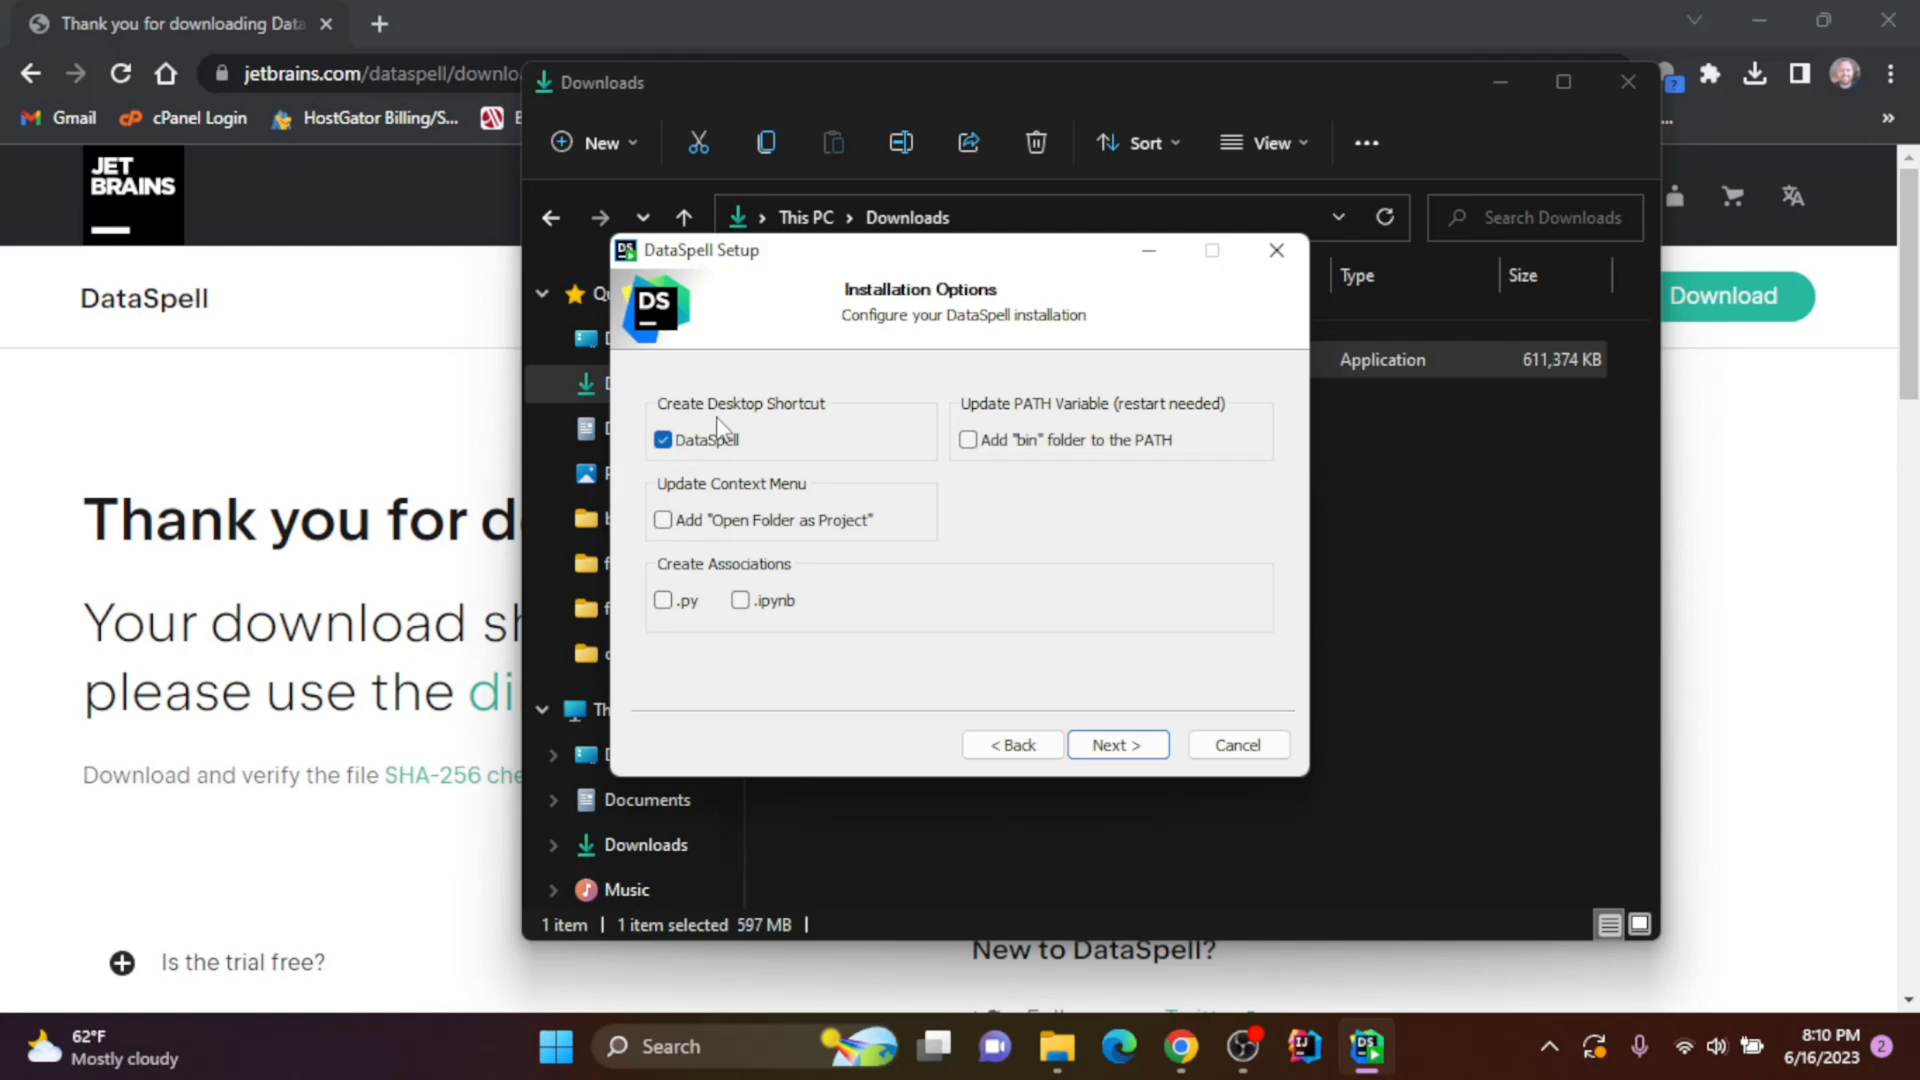 Thank you for downloading Data
jetbrains.com/dataspell/downlo
Gmail
cPanel Login
HostGator Billing/S...
...
»
JET
BRAINS
DataSpell
Download
Thank you for d
Your download sh
please use the di
Download and verify the file SHA-256 che
Is the trial free?
New to DataSpell?
Downloads
New
Sort
View
This PC > Downloads
Search Downloads
Type
Size
Application
611,374 KB
Documents
Downloads
Music
1 item
1 item selected 597 MB
DataSpell Setup
DS
Installation Options
Configure your DataSpell installation
Create Desktop Shortcut
DataSpell
Update PATH Variable (restart needed)
Add "bin" folder to the PATH
Update Context Menu
Add "Open Folder as Project"
Create Associations
.py
.ipynb
< Back
Next >
Cancel
62°F
Mostly cloudy
Search
8:10 PM
6/16/2023
2